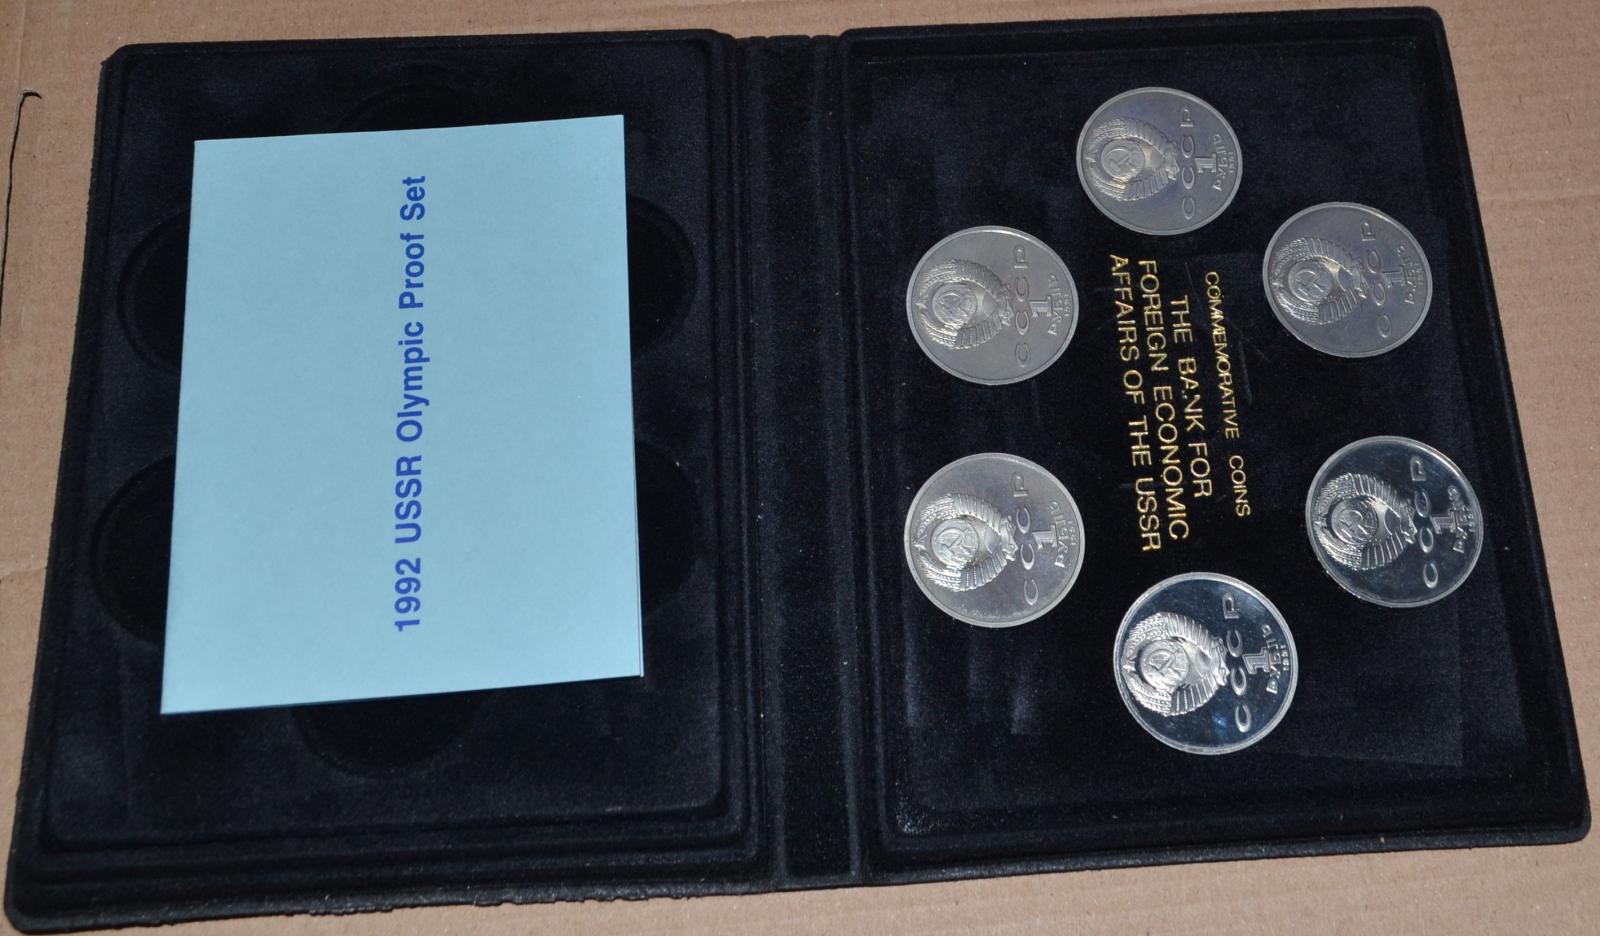 1992 USSR Olympic Proof Set
COMMEMORATIVE COINS
THE BANK FOR
FOREIGN ECONOMIC
AFFAIRS OF THE USSR
СССР
1
РУБЛЬ
1991
СССР
1
РУБЛЬ
1991
СССР
1
РУБЛЬ
1991
СССР
1
РУБЛЬ
1991
СССР
1
РУБЛЬ
1991
СССР
1
РУБЛЬ
1991